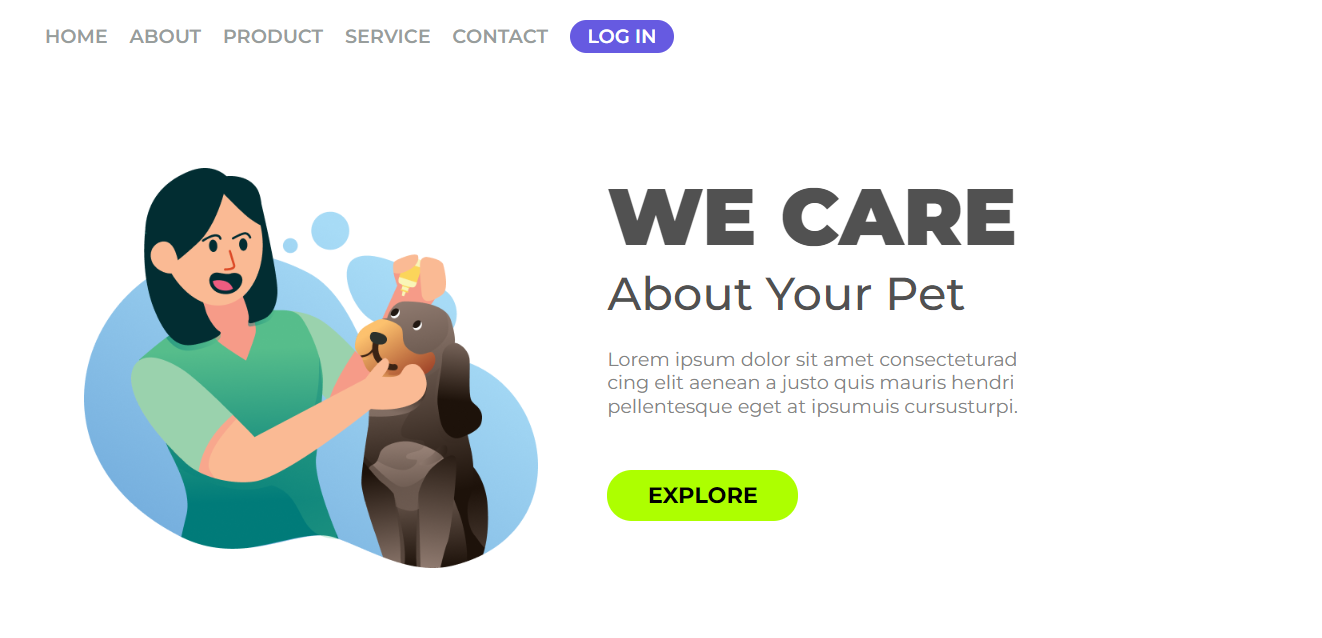 HOME ABOUT PRODUCT SERVICE CONTACT LOG IN
WE CARE
About Your Pet
Lorem ipsum dolor sit amet consecteturad
cing elit aenean a justo quis mauris hendri
pellentesque eget at ipsumuis cursusturpi.
EXPLORE